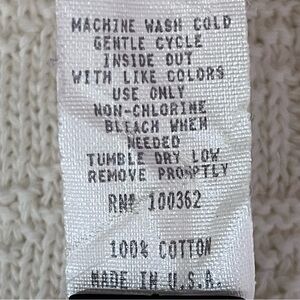 MACHINE WASH COLD
GENTLE CYCLE
INSIDE OUT
WITH LIKE COLORS
USE ONLY
NON-CHLORINE
BLEACH WHEN
NEEDED
TUMBLE DRY LOW
REMOVE PROMPTLY
RN# 100362
100% COTTON
MADE IN U.S.A.